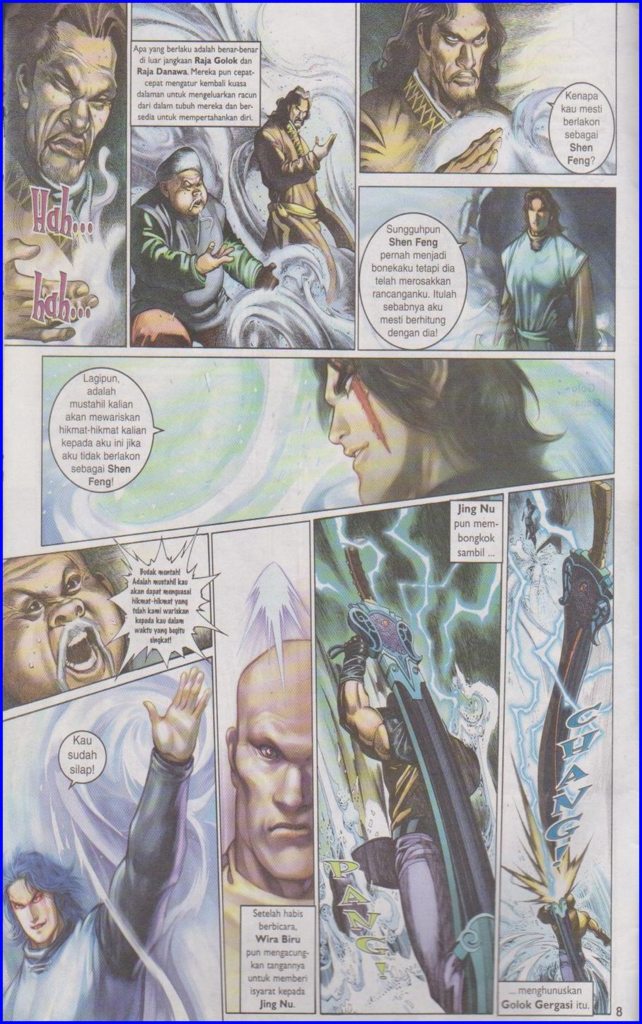 Hah...
hah...
Apa yang berlaku adalah benar-benar
di luar jangkaan Raja Golok dan
Raja Danawa. Mereka pun cepat-
cepat mengatur kembali kuasa
dalaman untuk mengeluarkan racun
dari dalam tubuh mereka dan ber-
sedia untuk mempertahankan diri.
Kenapa
kau mesti
berlakon
sebagai
Shen
Feng?
Sungguhpun
Shen Feng
pernah menjadi
bonekaku tetapi dia
telah merosakkan
rancanganku. Itulah
sebabnya aku
mesti berhitung
dengan dia!
Lagipun,
adalah
mustahil kalian
akan mewariskan
hikmat-hikmat kalian
kepada aku ini jika
aku tidak berlakon
sebagai Shen
Feng!
Budak mentah!
Adalah mustahil kau
akan dapat menguasai
hikmat-hikmat yang
telah kami wariskan
kepada kau dalam
waktu yang begitu
singkat!
Kau
sudah
silap!
Setelah habis
berbicara,
Wira Biru
pun mengacung-
kan tangannya
untuk memberi
isyarat kepada
Jing Nu.
Jing Nu
pun mem-
bongkok
sambil ...
PANG!
CHANG!
... menghunuskan
Golok Gergasi itu.
8